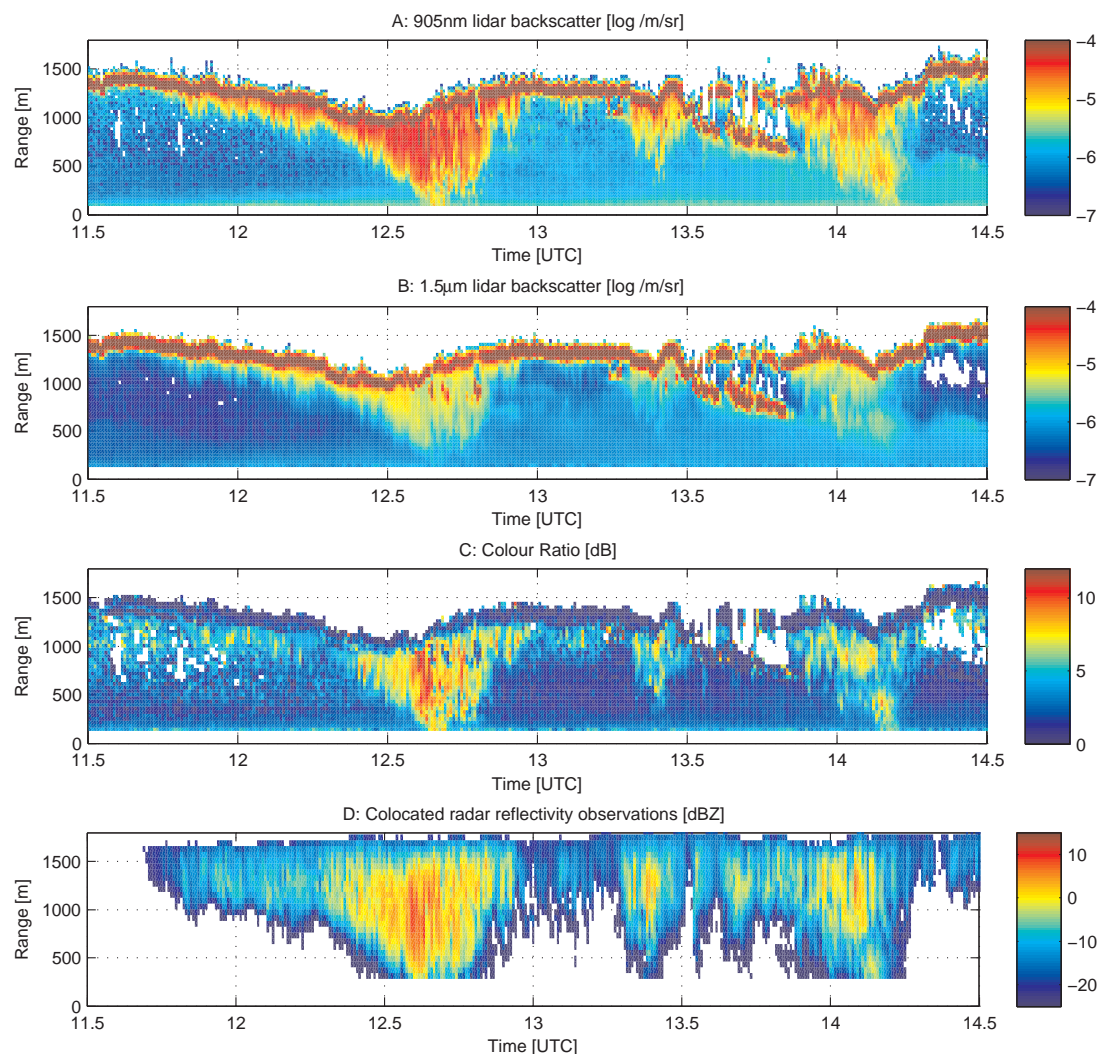 A: 905nm lidar backscatter [log /m/sr]
Range [m]
1500
1000
500
0
11.5 12 12.5 13 13.5 14 14.5
Time [UTC]
−4
−5
−6
−7
B: 1.5μm lidar backscatter [log /m/sr]
Range [m]
1500
1000
500
0
11.5 12 12.5 13 13.5 14 14.5
Time [UTC]
−4
−5
−6
−7
C: Colour Ratio [dB]
Range [m]
1500
1000
500
0
11.5 12 12.5 13 13.5 14 14.5
Time [UTC]
10
5
0
D: Colocated radar reflectivity observations [dBZ]
Range [m]
1500
1000
500
0
11.5 12 12.5 13 13.5 14 14.5
Time [UTC]
10
0
−10
−20